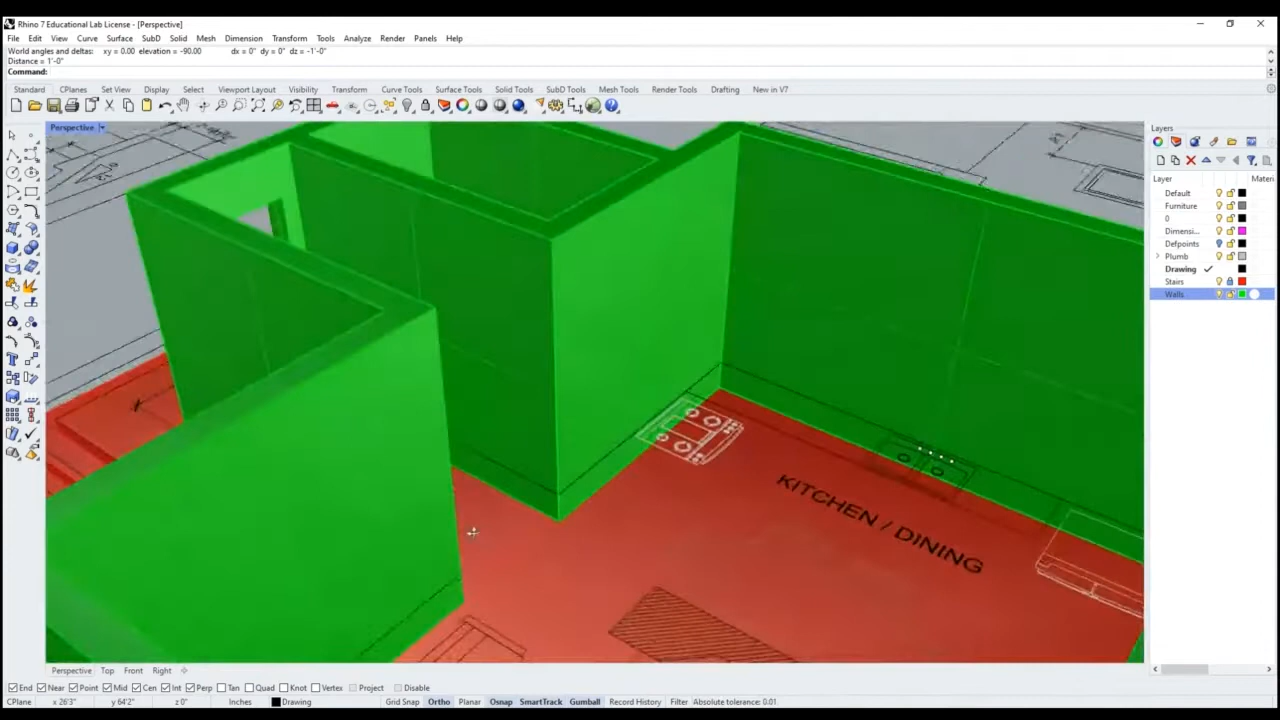 Rhino 7 Educational Lab License - [Perspective]
File Edit View Curve Surface SubD Solid Mesh Dimension Transform Tools Analyze Render Panels Help
World angles and deltas: xy = 0.00 elevation = -90.00 dx = 0" dy = 0" dz = -1'-0"
Distance = 1'-0"
Command:
Standard CPlanes Set View Display Select Viewport Layout Visibility Transform Curve Tools Surface Tools Solid Tools SubD Tools Mesh Tools Render Tools Drafting New in V7
Perspective
Layers
Layer Materi
Default
Furniture
0
Dimensi...
Defpoints
Plumb
Drawing
Stairs
Walls
KITCHEN / DINING
Perspective Top Front Right
End Near Point Mid Cen Int Perp Tan Quad Knot Vertex Project Disable
CPlane x 26'3" y 64'2" z 0" Inches Drawing Grid Snap Ortho Planar Osnap SmartTrack Gumball Record History Filter Absolute tolerance: 0.01